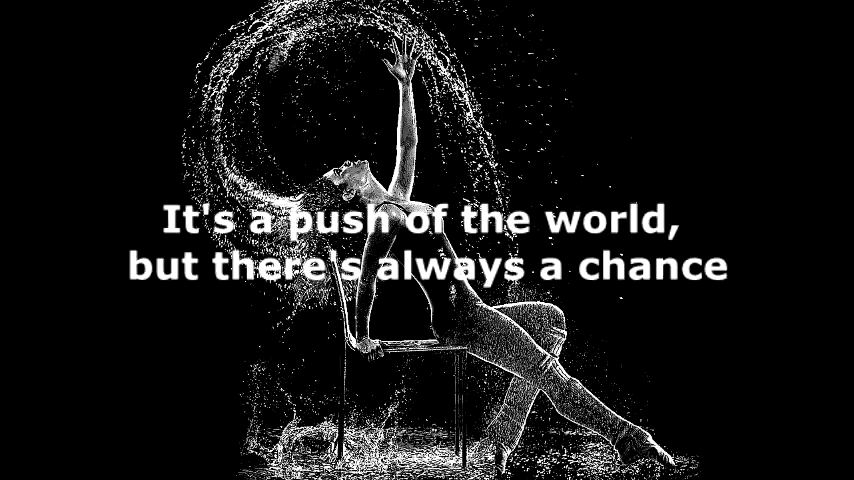 It's a push of the world,
but there's always a chance